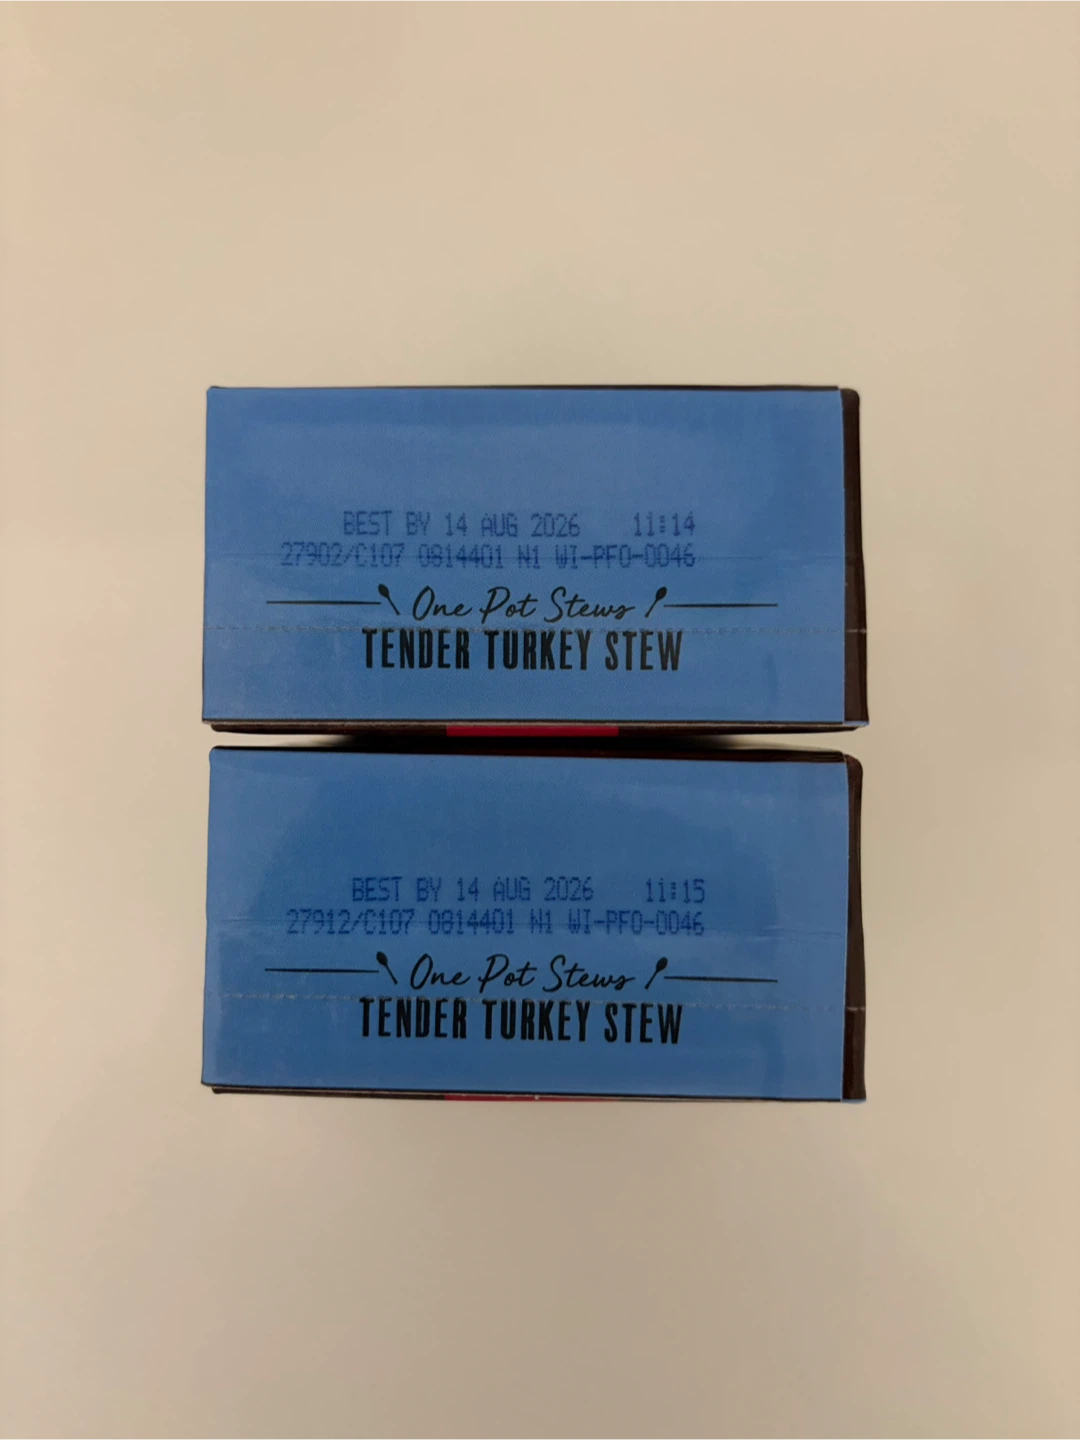 BEST BY 14 AUG 2026 11:14
27902/C107 0814401 N1 WI-PFO-0046
One Pot Stews
TENDER TURKEY STEW
BEST BY 14 AUG 2026 11:15
27912/C107 0814401 N1 WI-PFO-0046
One Pot Stews
TENDER TURKEY STEW